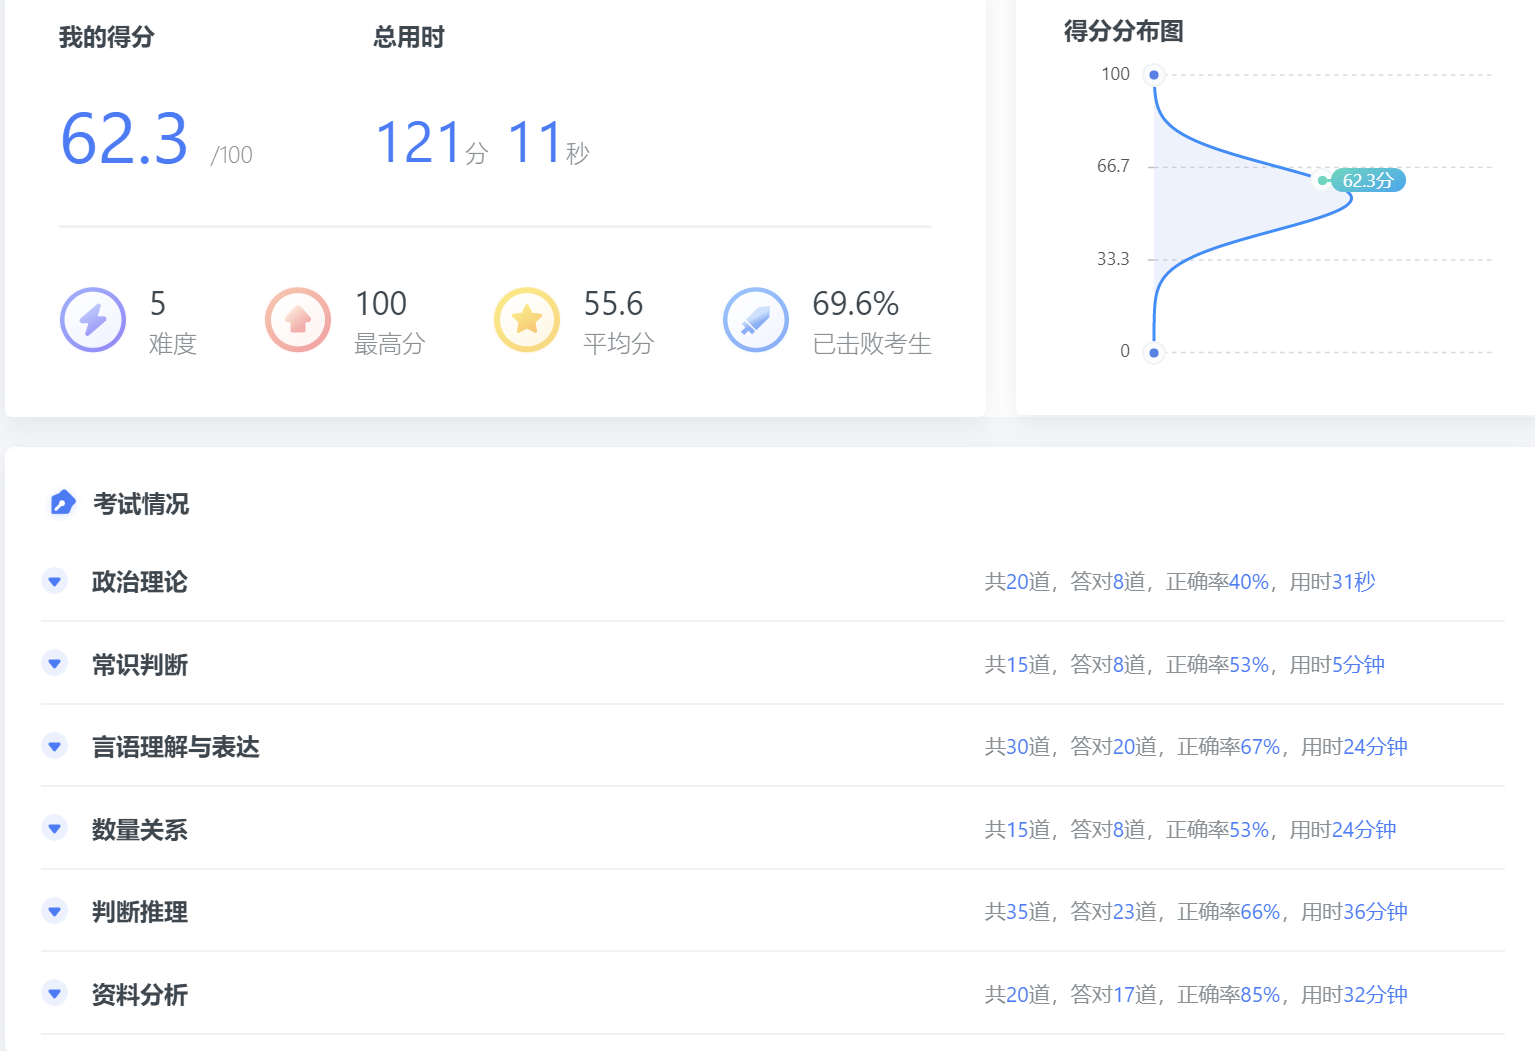 我的得分
总用时
62.3 /100
121分 11秒
5
难度
100
最高分
55.6
平均分
69.6%
已击败考生
得分分布图
100
66.7
62.3分
33.3
0
考试情况
政治理论
共20道，答对8道，正确率40%，用时31秒
常识判断
共15道，答对8道，正确率53%，用时5分钟
言语理解与表达
共30道，答对20道，正确率67%，用时24分钟
数量关系
共15道，答对8道，正确率53%，用时24分钟
判断推理
共35道，答对23道，正确率66%，用时36分钟
资料分析
共20道，答对17道，正确率85%，用时32分钟